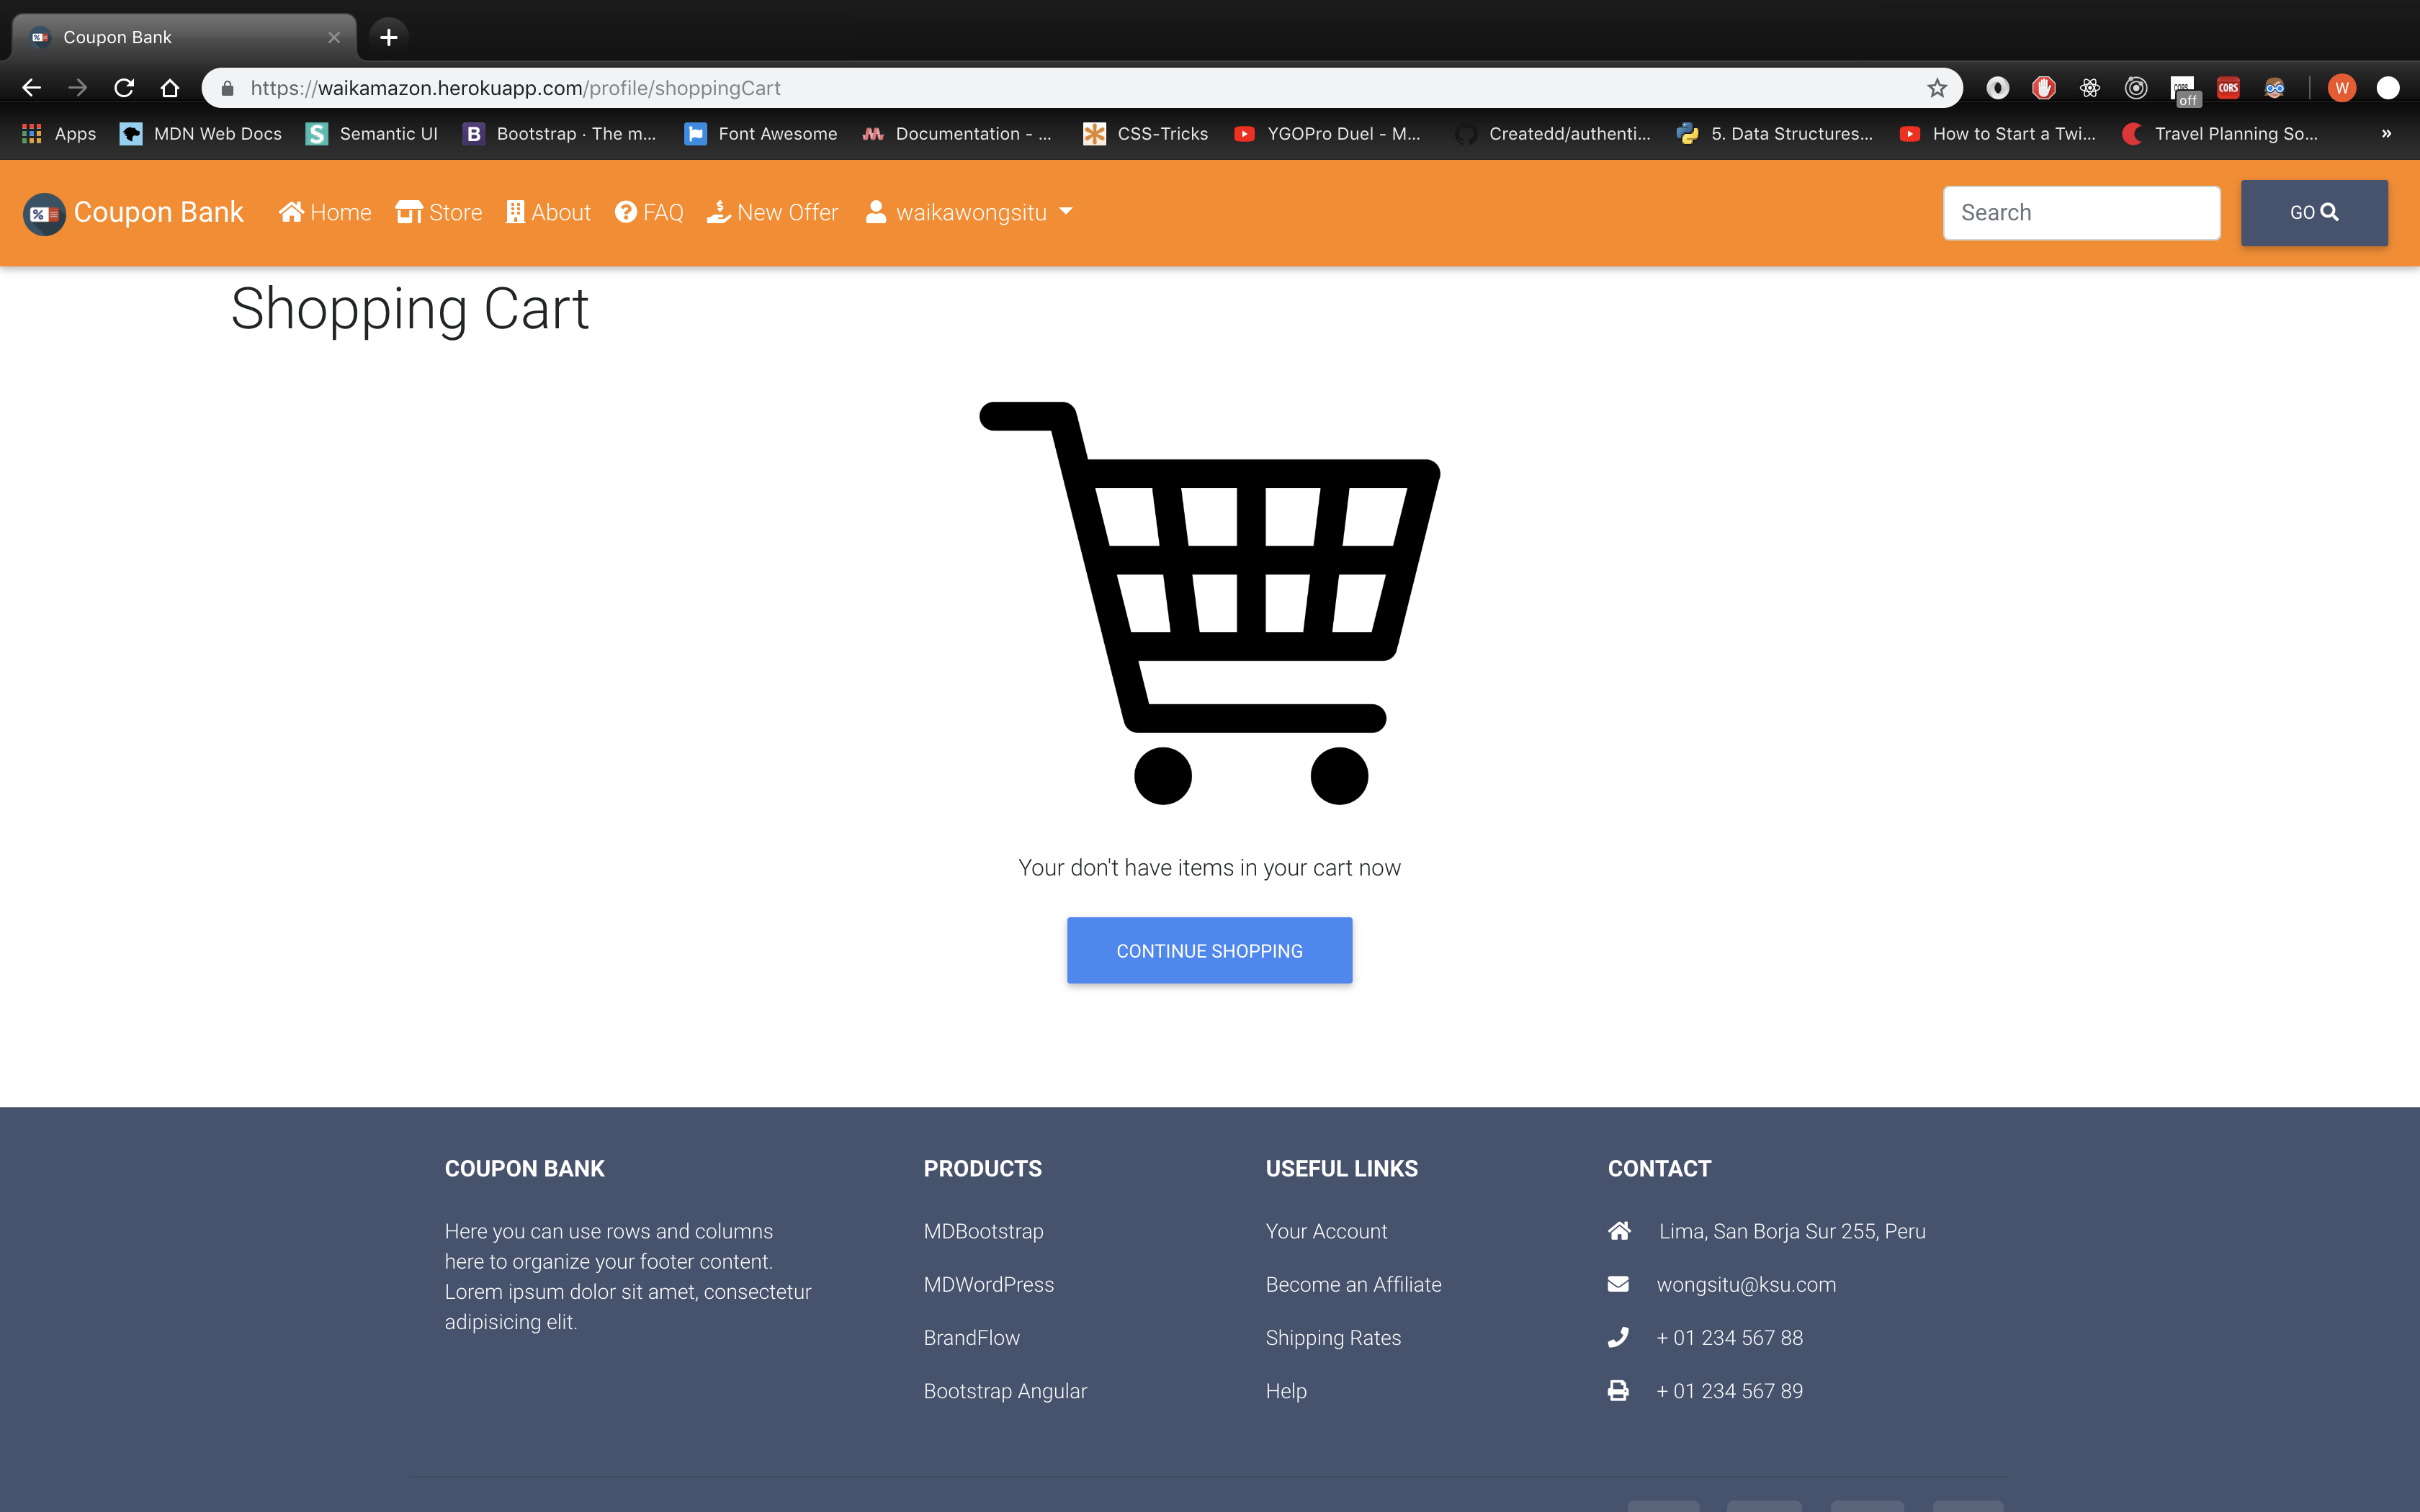 Coupon Bank
https://waikamazon.herokuapp.com/profile/shoppingCart
off
CORS
W
Apps
MDN Web Docs
S
Semantic UI
B
Bootstrap · The m...
Font Awesome
Documentation - ...
CSS-Tricks
YGOPro Duel - M...
Createdd/authenti...
5. Data Structures...
How to Start a Twi...
Travel Planning So...
»
% Coupon Bank
Home
Store
About
FAQ
New Offer
waikawongsitu
Search
GO
Shopping Cart
Your don't have items in your cart now
CONTINUE SHOPPING
COUPON BANK
Here you can use rows and columns
here to organize your footer content.
Lorem ipsum dolor sit amet, consectetur
adipisicing elit.
PRODUCTS
MDBootstrap
MDWordPress
BrandFlow
Bootstrap Angular
USEFUL LINKS
Your Account
Become an Affiliate
Shipping Rates
Help
CONTACT
Lima, San Borja Sur 255, Peru
wongsitu@ksu.com
+ 01 234 567 88
+ 01 234 567 89